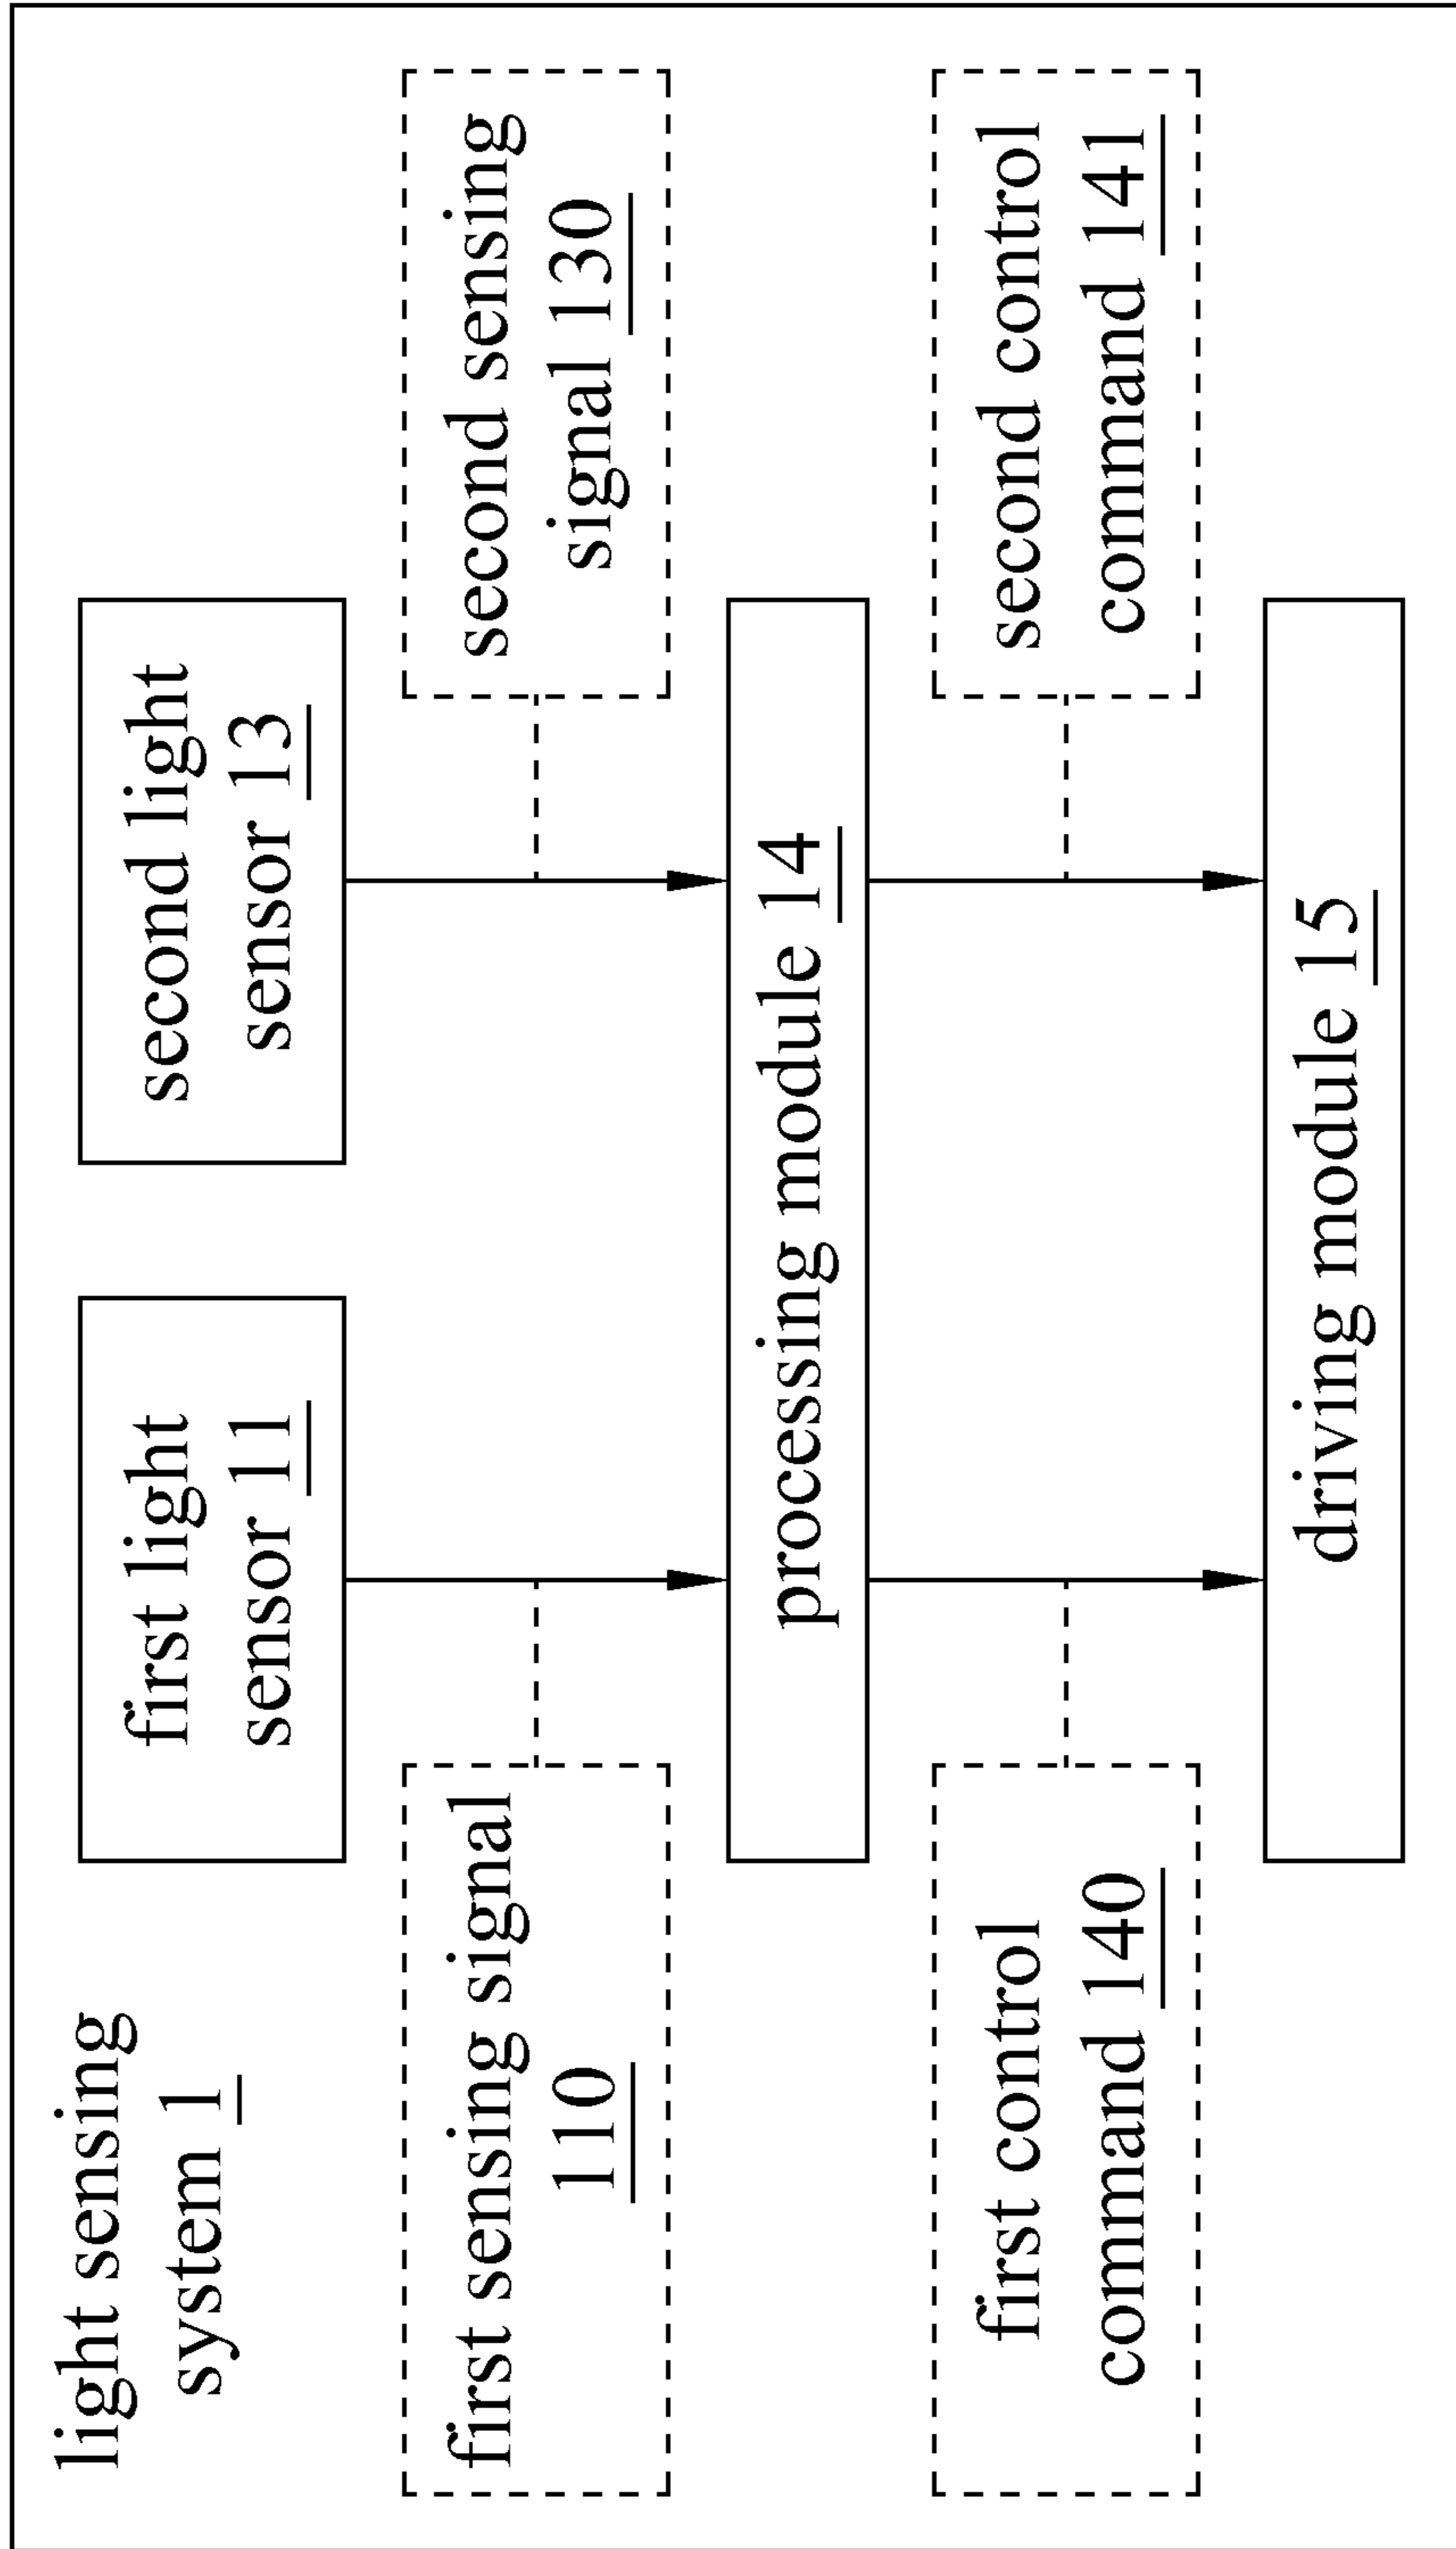 light sensing
system 1
first light
sensor 11
second light
sensor 13
first sensing signal
110
second sensing
signal 130
processing module 14
first control
command 140
second control
command 141
driving module 15